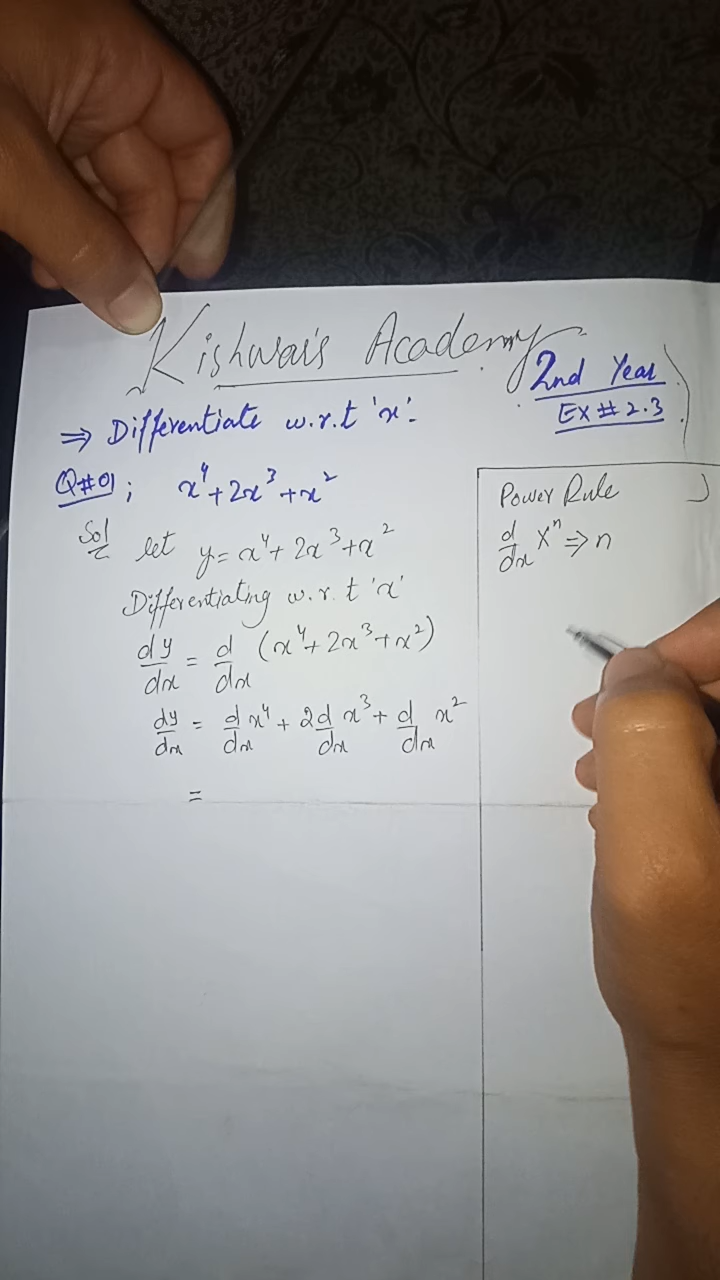 Kishwar's Academy
2nd Year
EX # 2.3
⇒ Differentiate w.r.t 'x'.
Q#01; x⁴+2x³+x²
Sol let y=x⁴+2x³+x²
Differentiating w.r.t 'x'
dy/dx = d/dx (x⁴+2x³+x²)
dy/dx = d/dx x⁴ + 2d/dx x³ + d/dx x²
=
Power Rule
d/dx Xⁿ ⇒ n